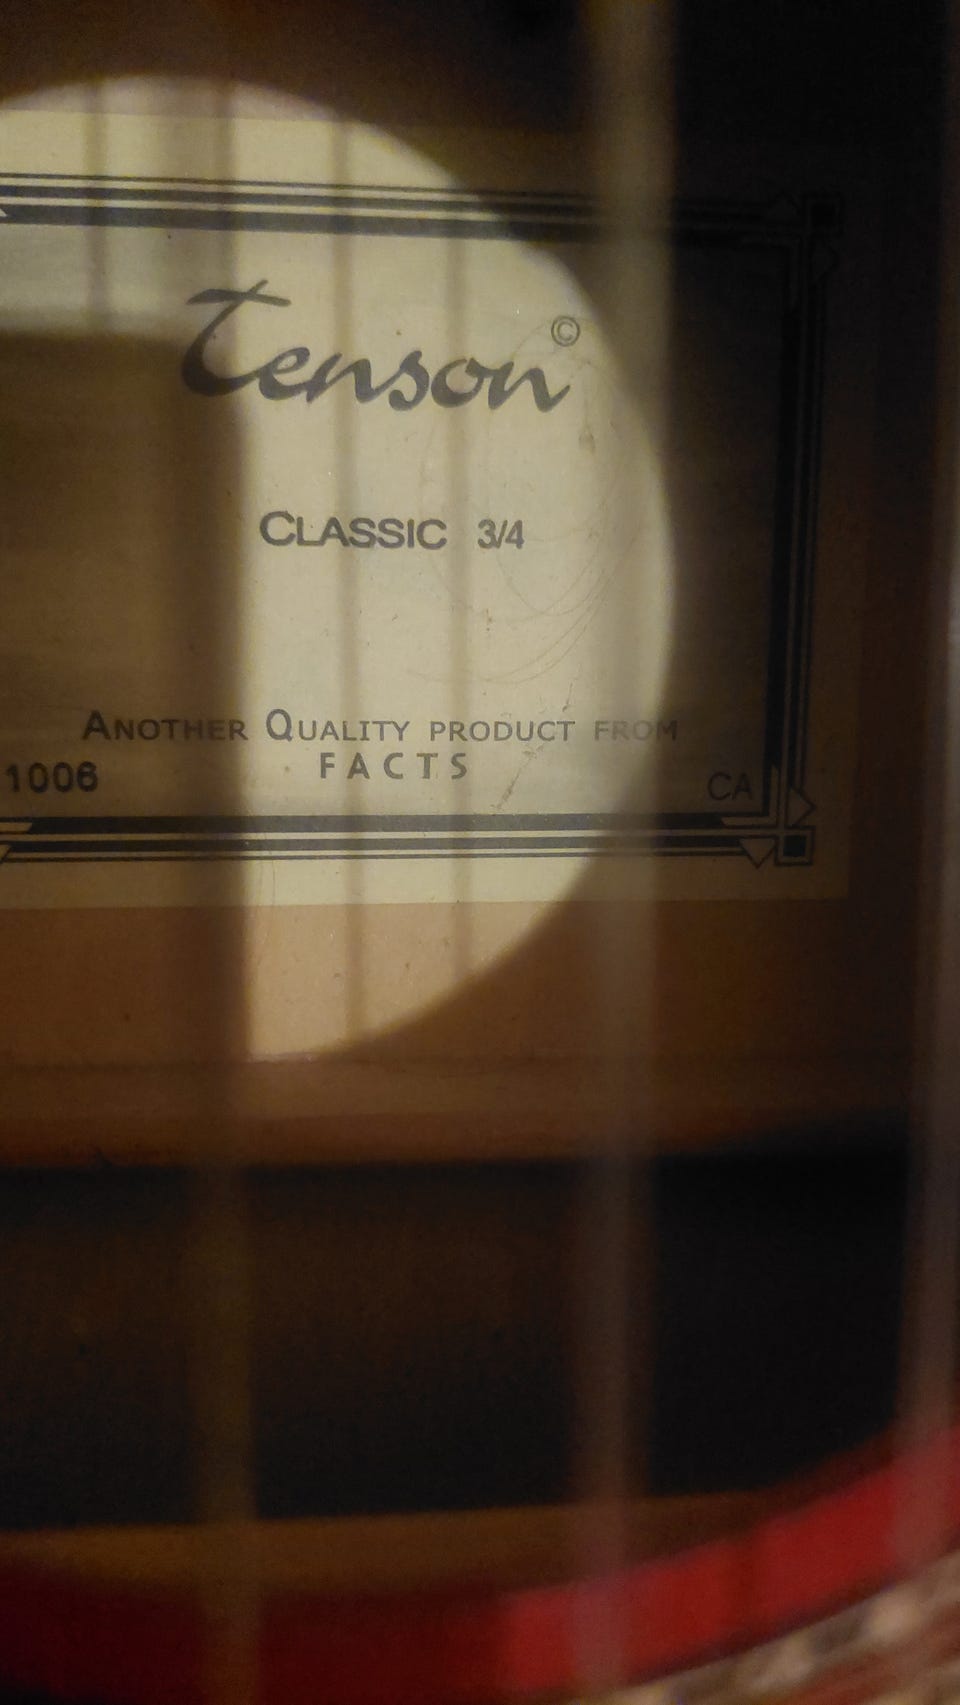 Tenson ©
CLASSIC 3/4
ANOTHER QUALITY PRODUCT FROM
FACTS
1006
CA